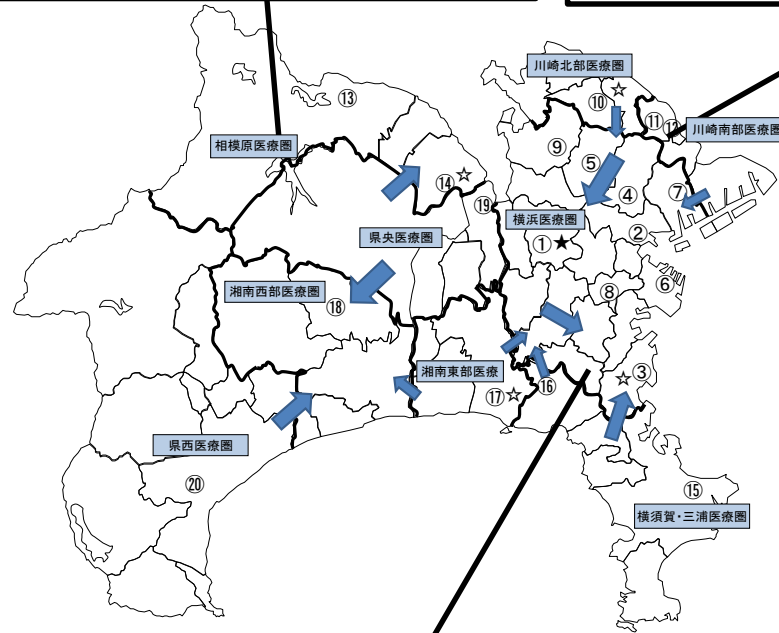 川崎北部医療圏
⑬
⑩ ☆
⑪
⑫
川崎南部医療圏
相模原医療圏
⑨
⑤
⑭ ☆
④
⑦
⑲
横浜医療圏
県央医療圏
① ★
②
湘南西部医療圏
⑱
⑧
⑥
湘南東部医療
☆ ③
⑯
⑰ ☆
県西医療圏
⑳
⑮
横須賀・三浦医療圏